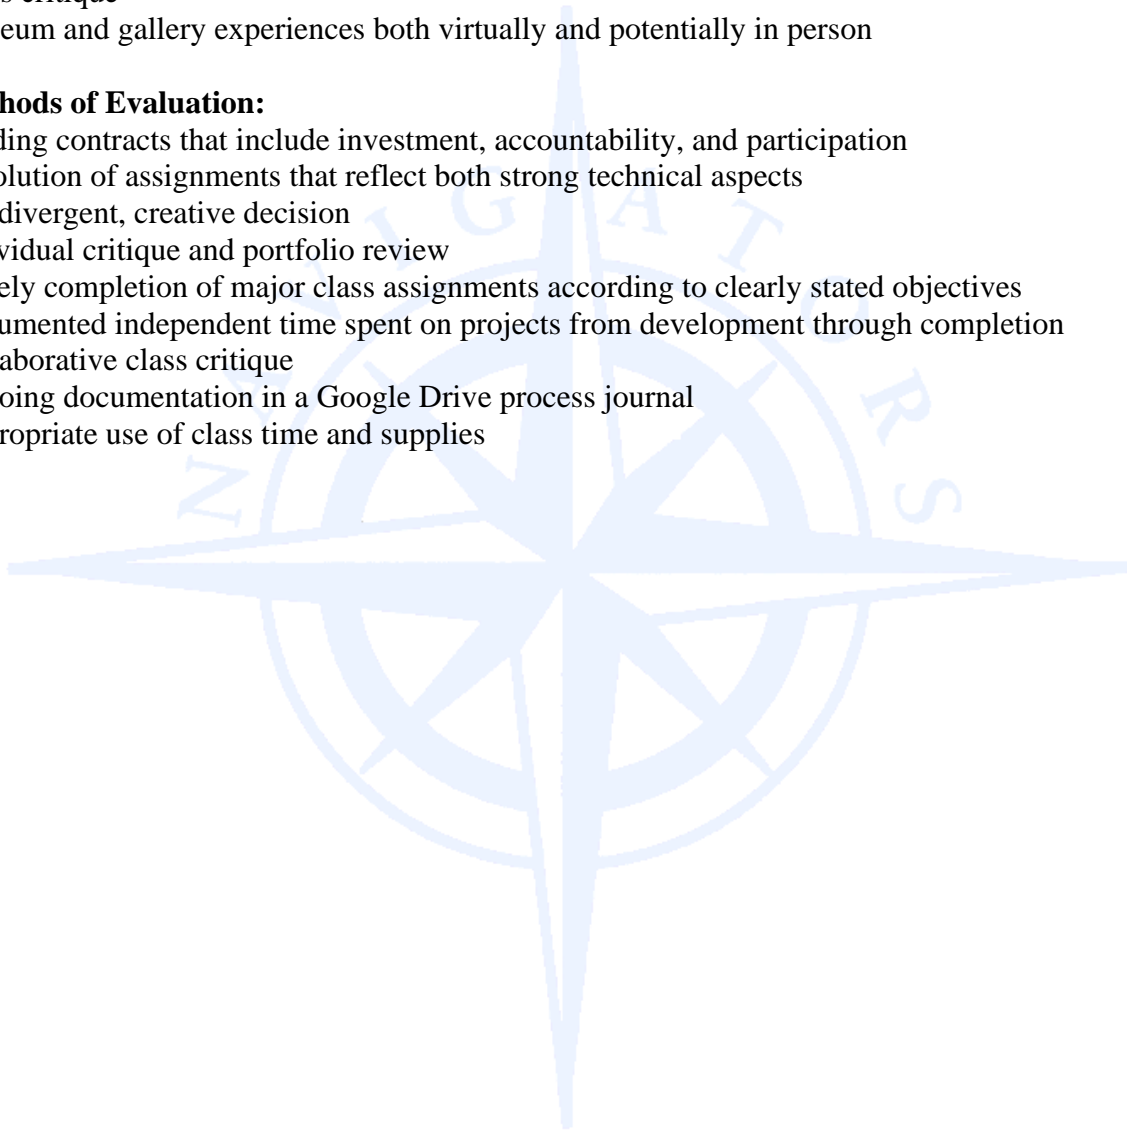 s critique
eum and gallery experiences both virtually and potentially in person
hods of Evaluation:
ding contracts that include investment, accountability, and participation
olution of assignments that reflect both strong technical aspects
divergent, creative decision
vidual critique and portfolio review
ely completion of major class assignments according to clearly stated objectives
umented independent time spent on projects from development through completion
aborative class critique
oing documentation in a Google Drive process journal
ropriate use of class time and supplies
NAVIGATORS